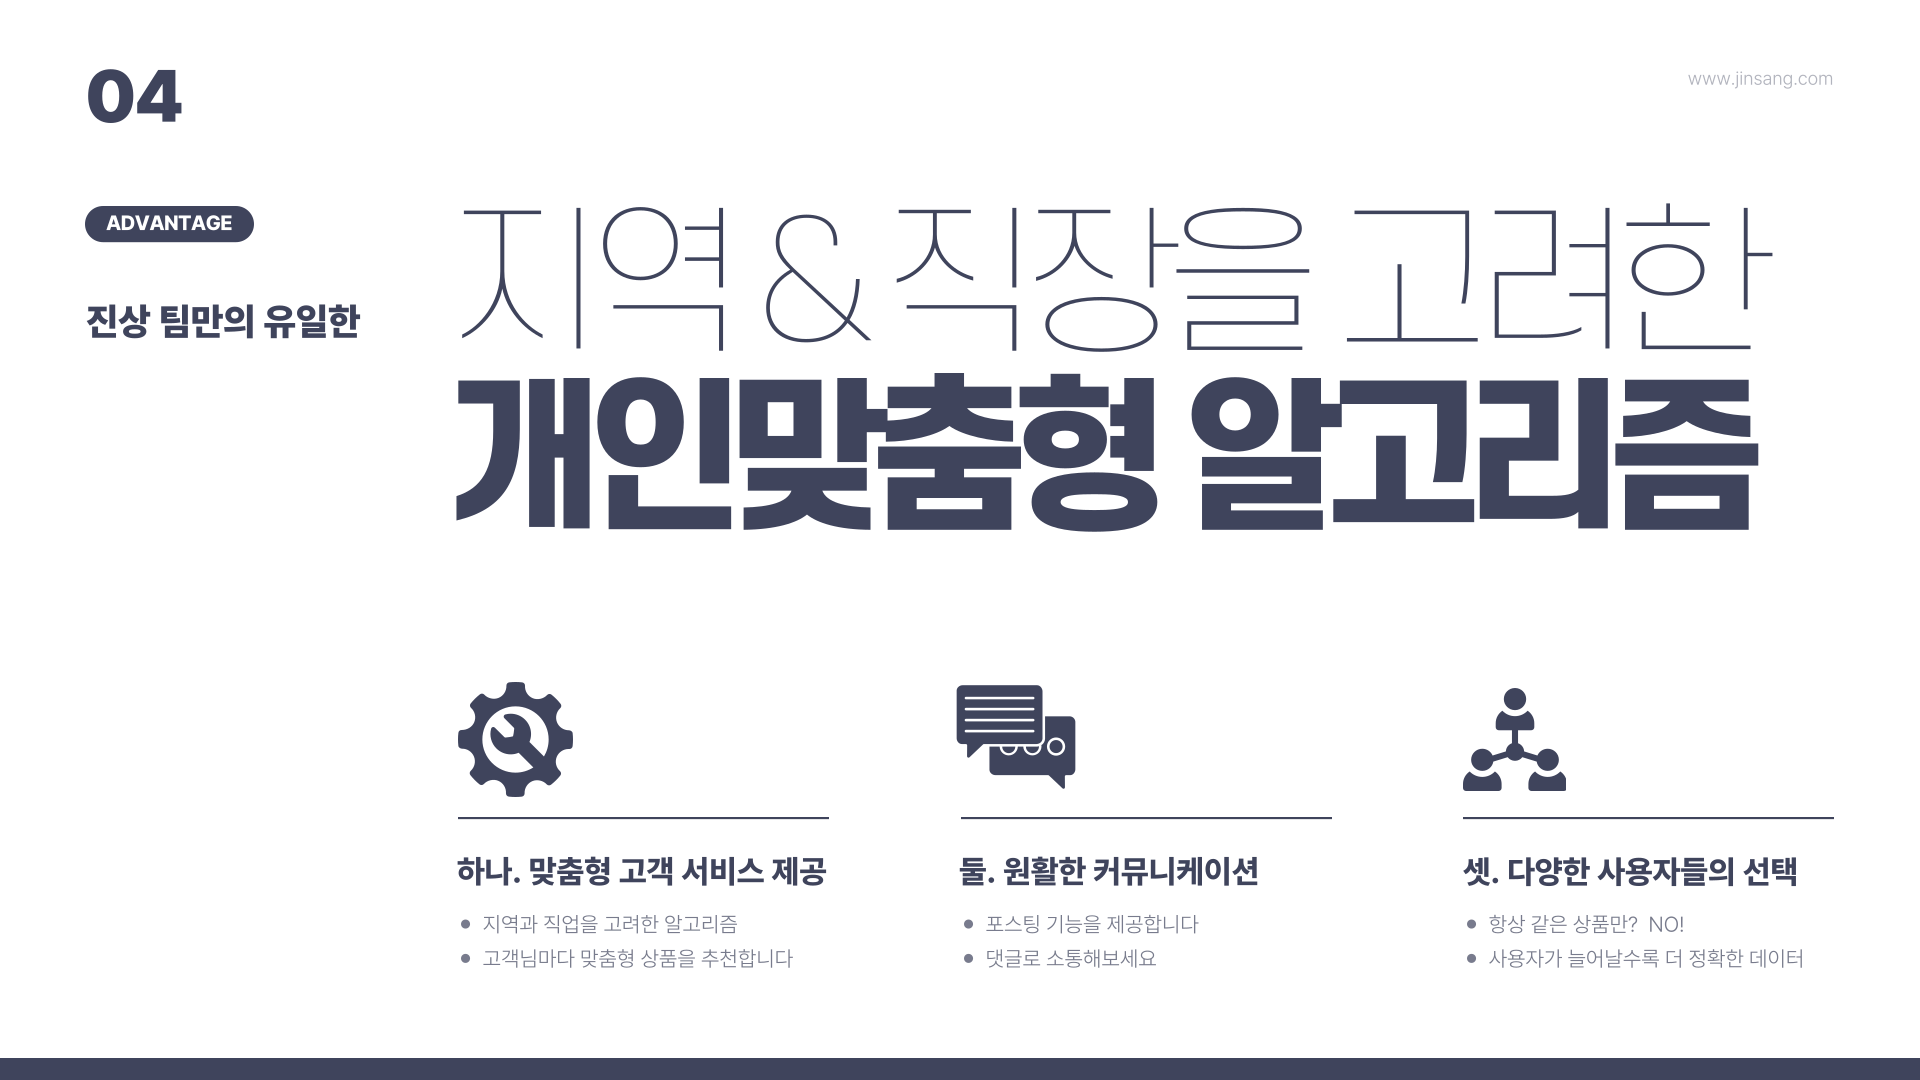 04
www.jinsang.com
ADVANTAGE
진상 팀만의 유일한
지역 & 직장을 고려한
개인맞춤형 알고리즘
하나. 맞춤형 고객 서비스 제공
● 지역과 직업을 고려한 알고리즘
● 고객님마다 맞춤형 상품을 추천합니다
둘. 원활한 커뮤니케이션
● 포스팅 기능을 제공합니다
● 댓글로 소통해보세요
셋. 다양한 사용자들의 선택
● 항상 같은 상품만? NO!
● 사용자가 늘어날수록 더 정확한 데이터